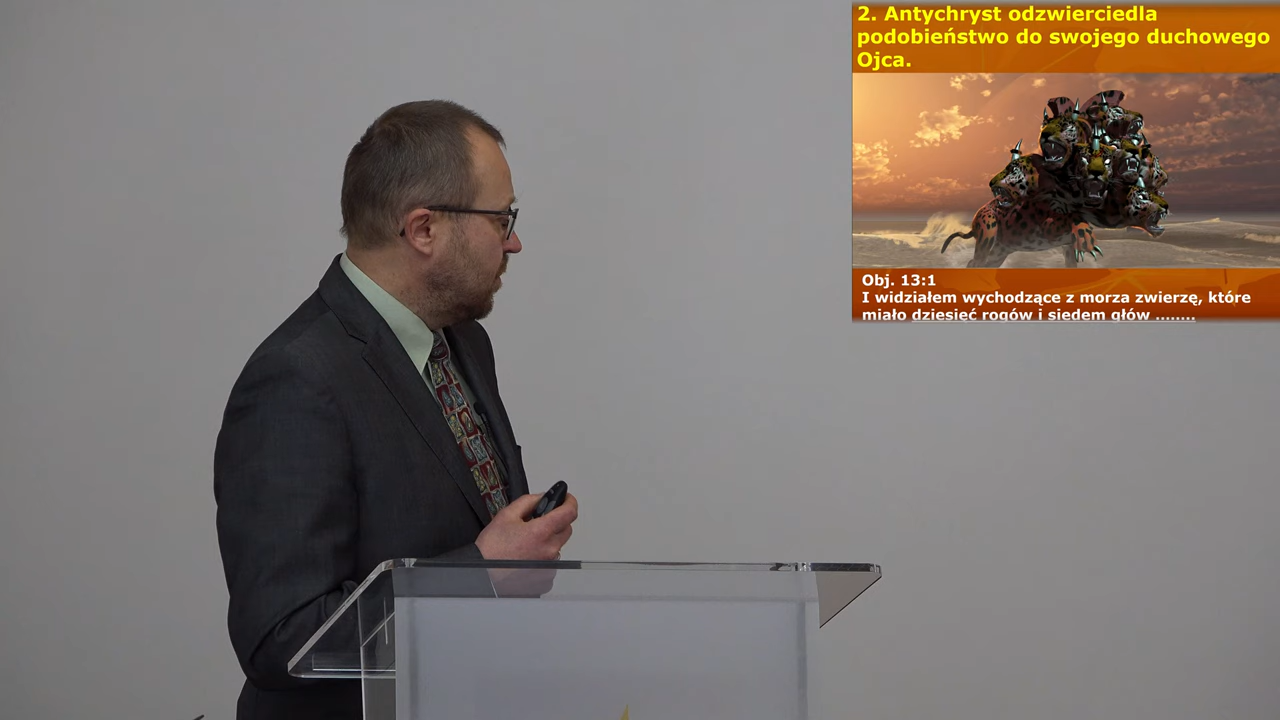 2. Antychryst odzwierciedla
podobieństwo do swojego duchowego
Ojca.
Obj. 13:1
I widziałem wychodzące z morza zwierzę, które
miało dziesięć rogów i siedem głów ........